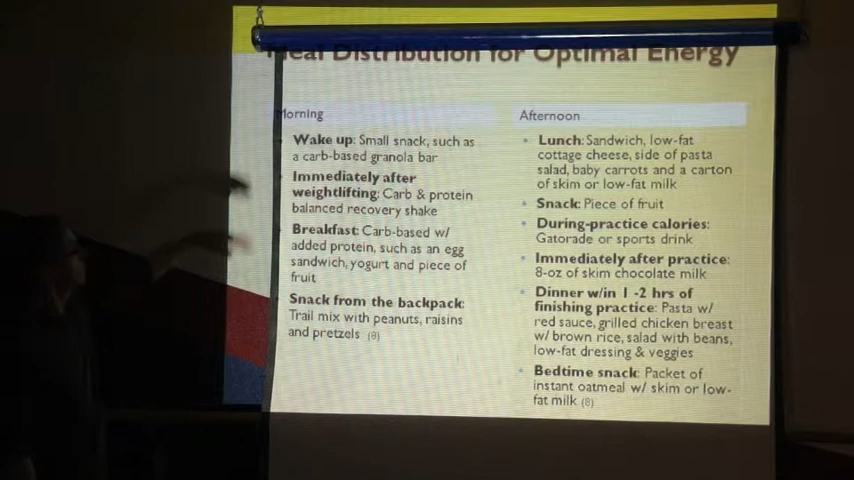 Ideal Distribution for Optimal Energy
Morning
Wake up: Small snack, such as
a carb-based granola bar
Immediately after
weightlifting: Carb & protein
balanced recovery shake
Breakfast: Carb-based w/
added protein, such as an egg
sandwich, yogurt and piece of
fruit
Snack from the backpack:
Trail mix with peanuts, raisins
and pretzels (8)
Afternoon
Lunch: Sandwich, low-fat
cottage cheese, side of pasta
salad, baby carrots and a carton
of skim or low-fat milk
Snack: Piece of fruit
During-practice calories:
Gatorade or sports drink
Immediately after practice:
8-oz of skim chocolate milk
Dinner w/in 1 -2 hrs of
finishing practice: Pasta w/
red sauce, grilled chicken breast
w/ brown rice, salad with beans,
low-fat dressing & veggies
Bedtime snack: Packet of
instant oatmeal w/ skim or low-
fat milk (8)